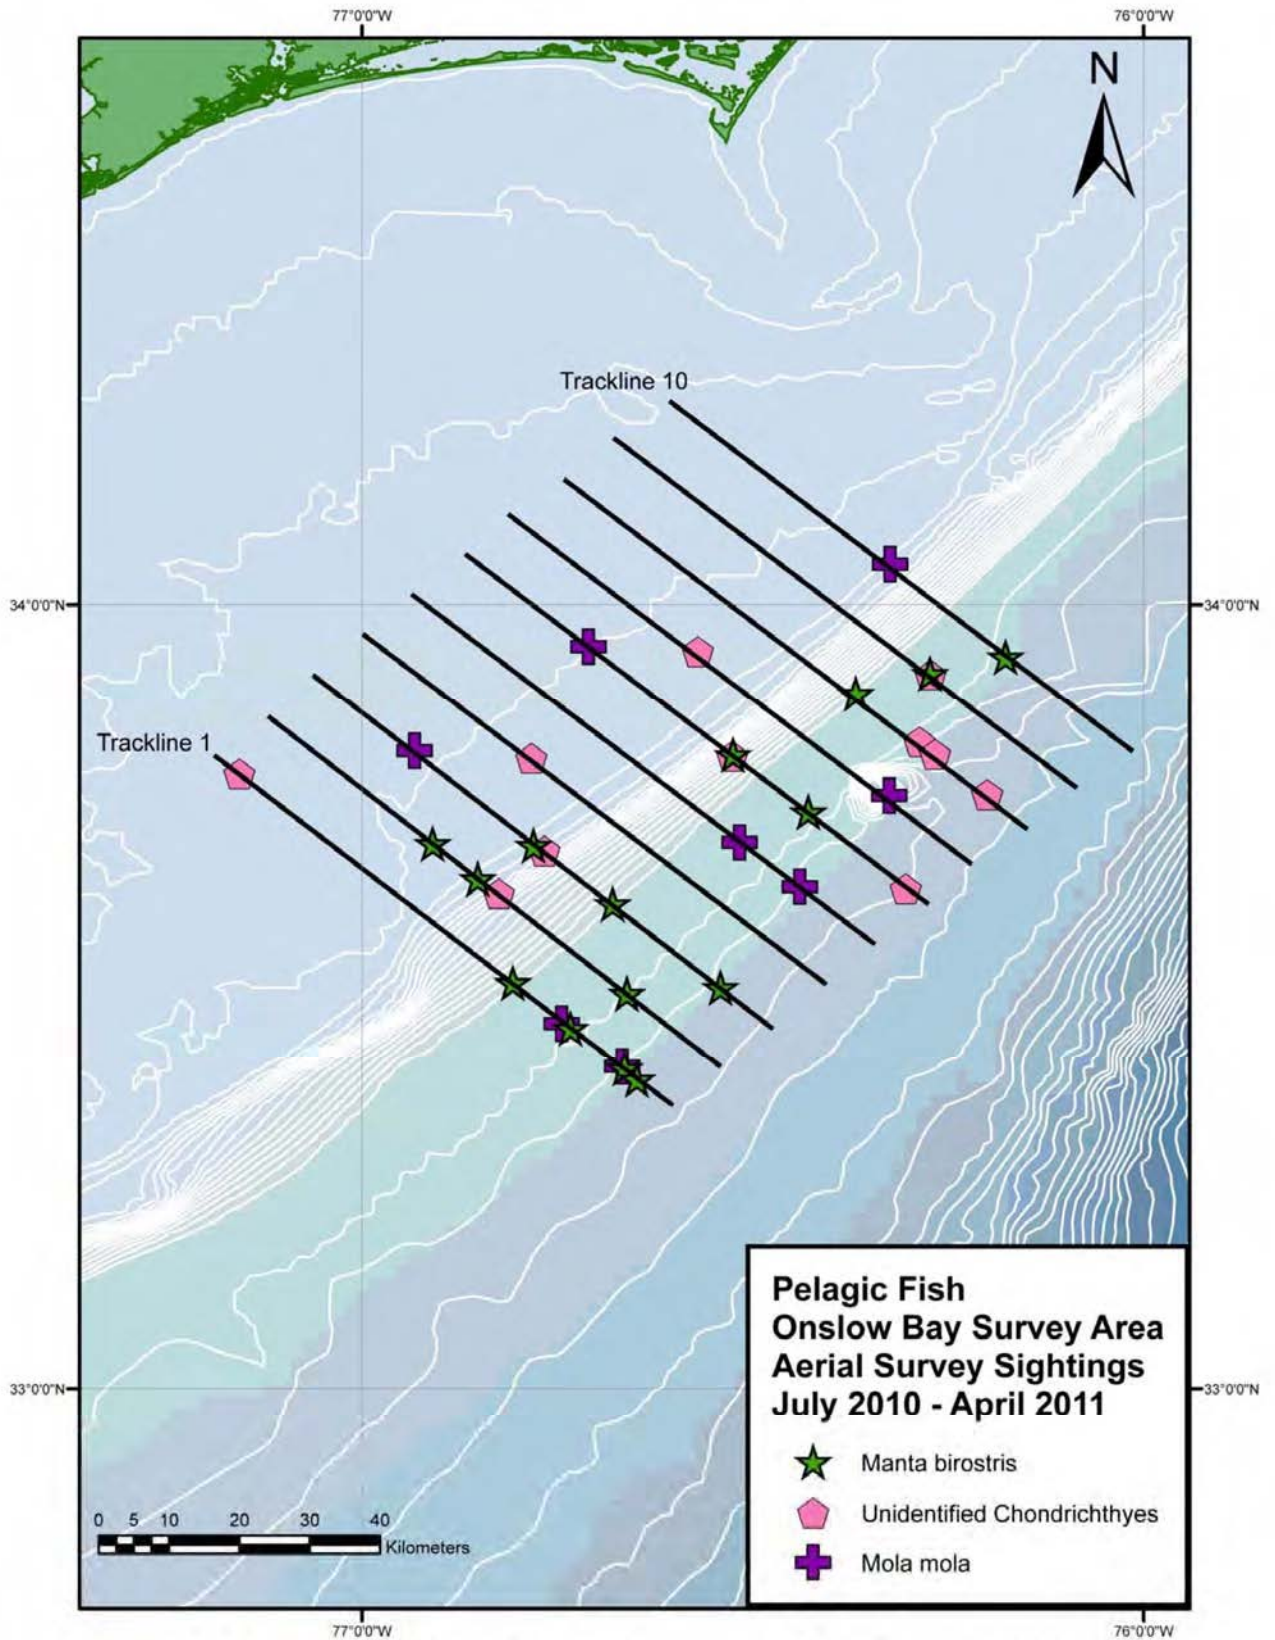 77°0'0"W
76°0'0"W
N
Trackline 10
34°0'0"N
34°0'0"N
Trackline 1
Pelagic Fish
Onslow Bay Survey Area
Aerial Survey Sightings
July 2010 - April 2011
33°0'0"N
33°0'0"N
Manta birostris
Unidentified Chondrichthyes
Mola mola
0 5 10 20 30 40
Kilometers
77°0'0"W
76°0'0"W